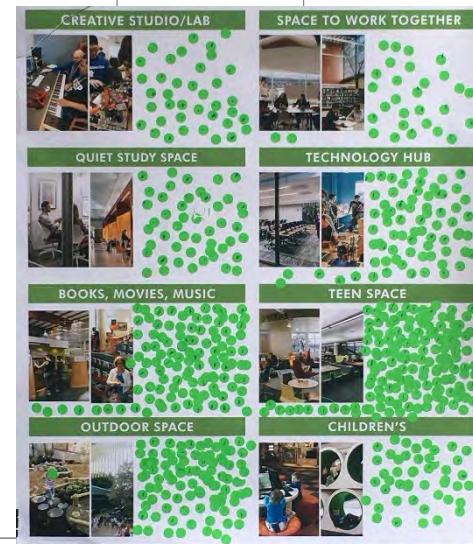 CREATIVE STUDIO/LAB
SPACE TO WORK TOGETHER
QUIET STUDY SPACE
TECHNOLOGY HUB
BOOKS, MOVIES, MUSIC
TEEN SPACE
OUTDOOR SPACE
CHILDREN'S